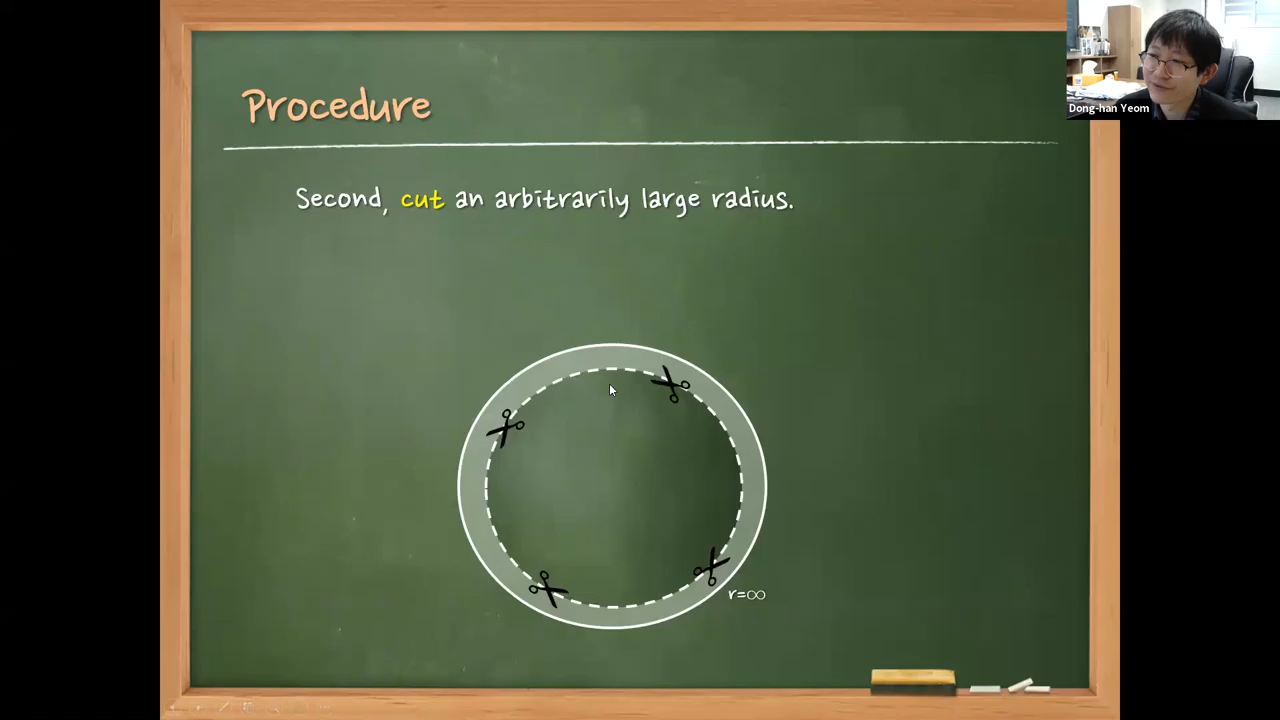 Procedure
Second, cut an arbitrarily large radius.
r=∞
Dong-han Yeom